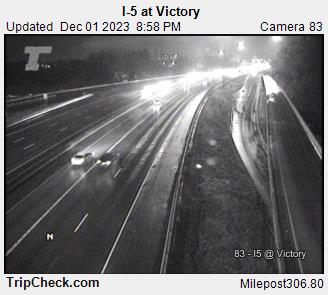 I-5 at Victory
Updated Dec 01 2023 8:58 PM Camera 83
T
N
83 - I5 @ Victory
TripCheck.com Milepost306.80